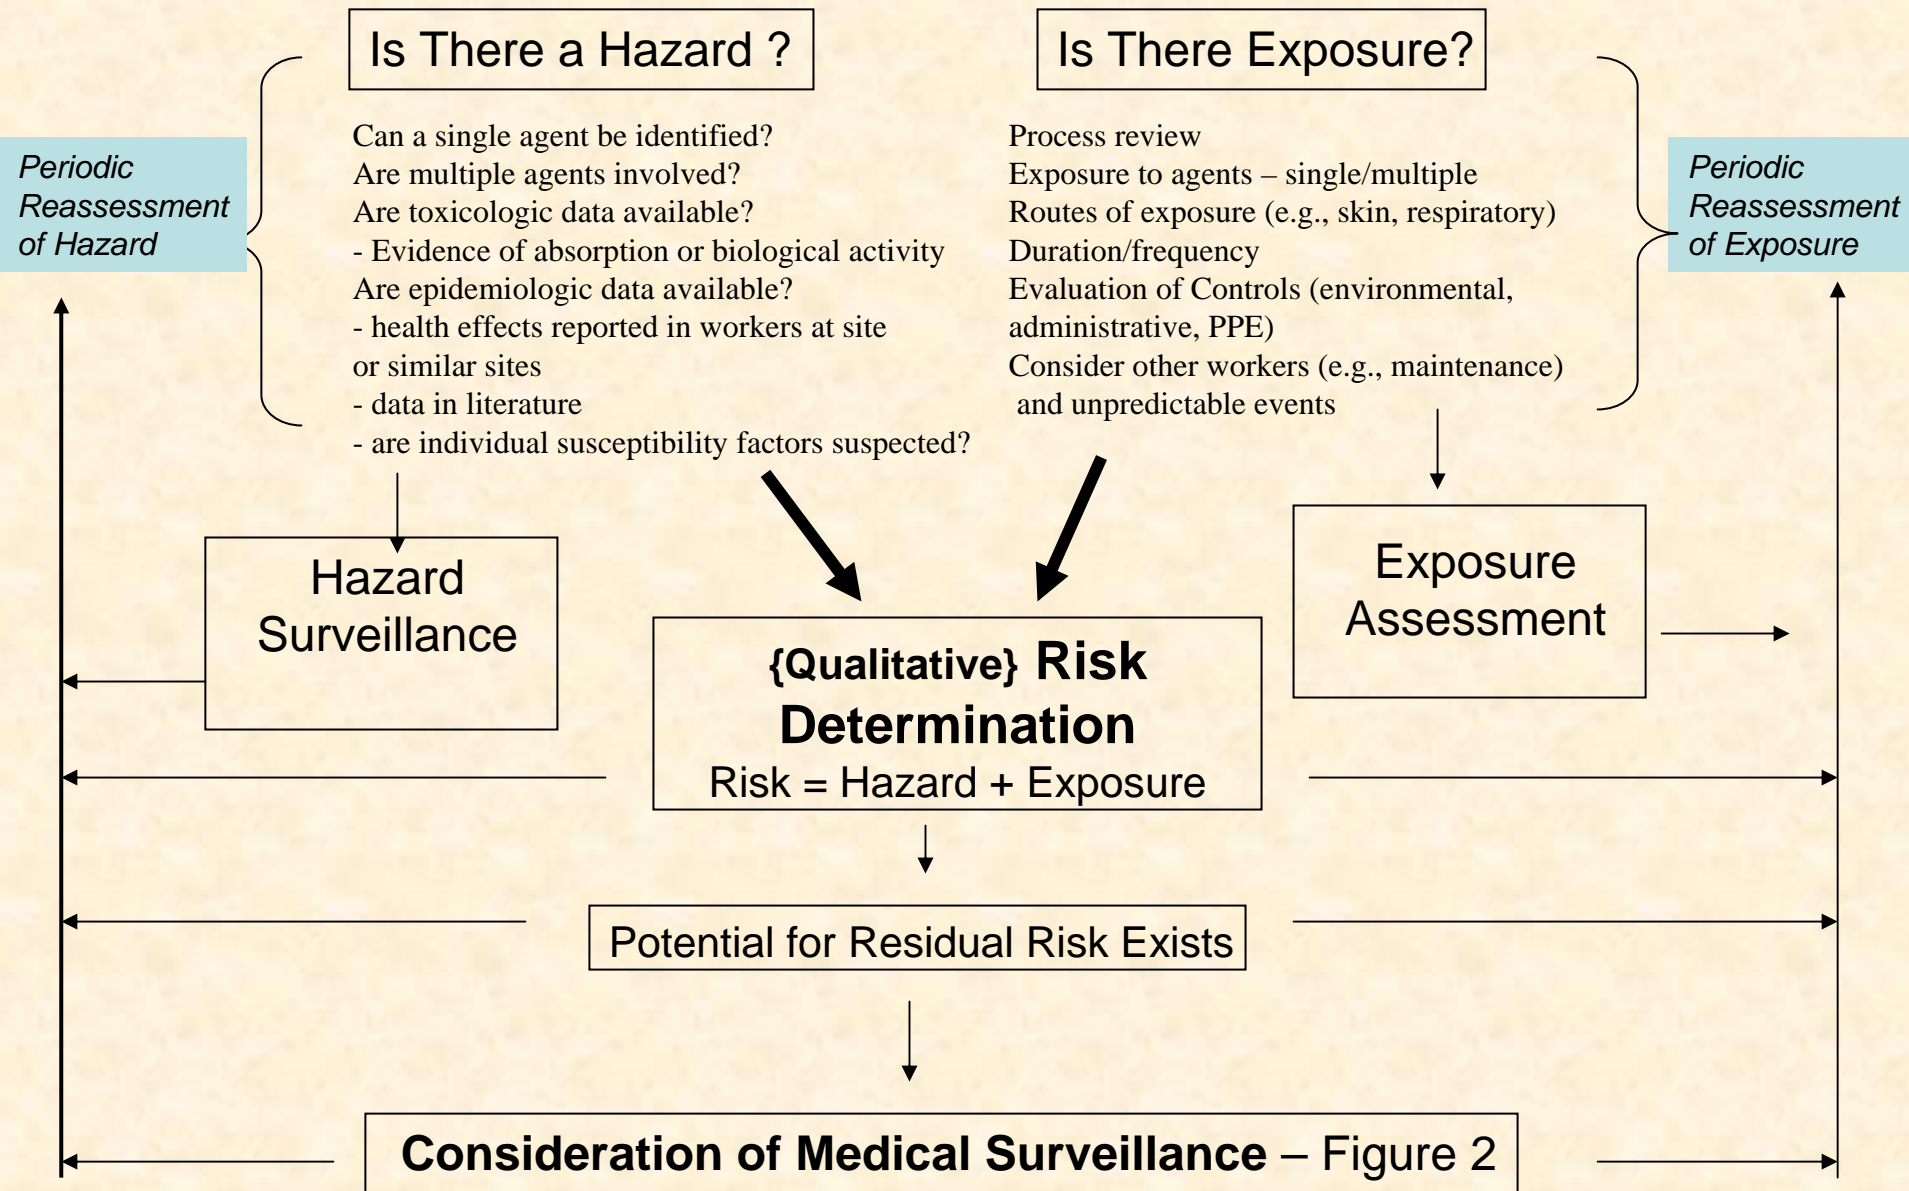 Is There a Hazard ?
Can a single agent be identified?
Are multiple agents involved?
Are toxicologic data available?
- Evidence of absorption or biological activity
Are epidemiologic data available?
- health effects reported in workers at site
or similar sites
- data in literature
- are individual susceptibility factors suspected?
Is There Exposure?
Process review
Exposure to agents – single/multiple
Routes of exposure (e.g., skin, respiratory)
Duration/frequency
Evaluation of Controls (environmental,
administrative, PPE)
Consider other workers (e.g., maintenance)
and unpredictable events
Periodic
Reassessment
of Hazard
Periodic
Reassessment
of Exposure
Hazard
Surveillance
Exposure
Assessment
{Qualitative} Risk
Determination
Risk = Hazard + Exposure
Potential for Residual Risk Exists
Consideration of Medical Surveillance – Figure 2